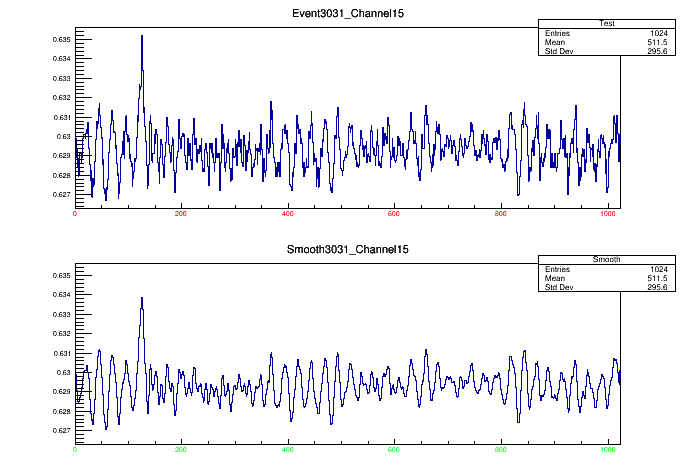 Event3031_Channel15
Test
Entries 1024
Mean 511.5
Std Dev 295.6
0.635
0.634
0.633
0.632
0.631
0.63
0.629
0.628
0.627
0 200 400 600 800 1000
Smooth3031_Channel15
Smooth
Entries 1024
Mean 511.5
Std Dev 295.6
0.635
0.634
0.633
0.632
0.631
0.63
0.629
0.628
0.627
0 200 400 600 800 1000